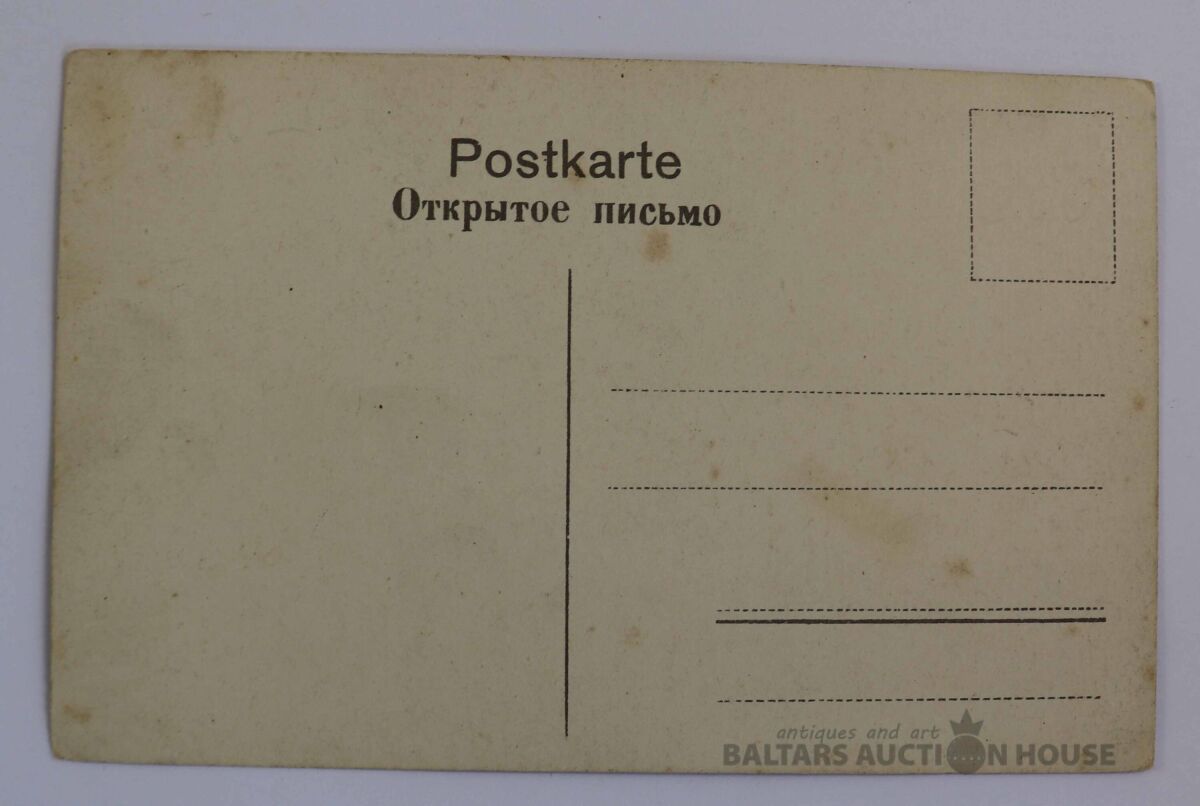 Postkarte
Открытое письмо
antiques and art
BALTARS AUCTION HOUSE